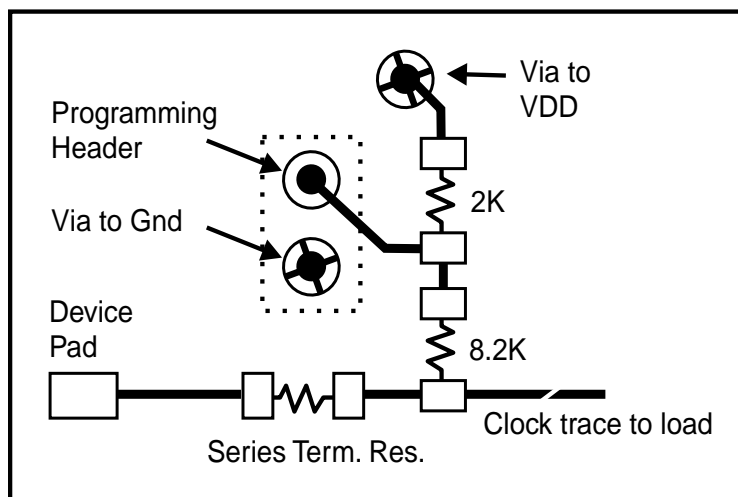 Via to
VDD
Programming
Header
2K
Via to Gnd
Device
Pad
8.2K
Clock trace to load
Series Term. Res.